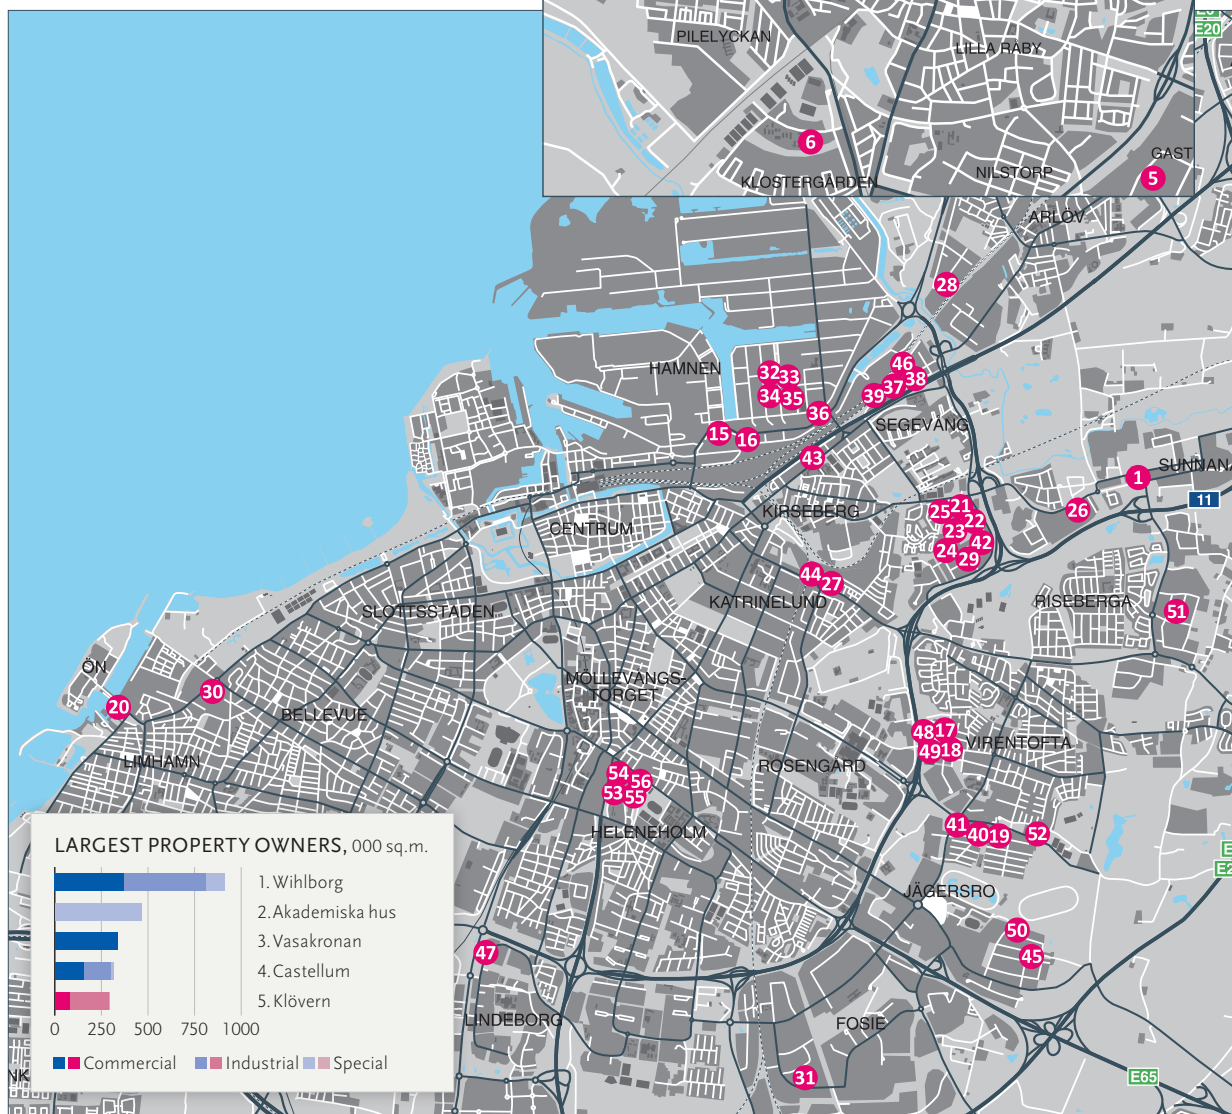 E20
PILELYCKAN
LILLA RÅBY
6
GAST
KLOSTERGÅRDEN
NILSTORP
5
ARLÖV
28
HAMNEN
46
32 33
38
37
34 35
39
36
SEGEVÅNG
15 16
43
SUNNANÅ
1
11
KIRSEBERG
21
25
26
22
CENTRUM
23
42
24
29
44 27
KATRINELUND
RISEBERGA
SLOTTSSTADEN
51
ÖN
MÖLLEVÅNGS-
TORGET
30
20
BELLEVUE
48 17
VIRENTOFTA
49 18
LIMHAMN
ROSENGÅRD
54
56
53
55
HELENEHOLM
41
40 19
52
LARGEST PROPERTY OWNERS, 000 sq.m.
1. Wihlborg
2. Akademiska hus
3. Vasakronan
4. Castellum
5. Klövern
0 250 500 750 1000
Commercial Industrial Special
JÄGERSRO
50
45
47
LINDEBORG
FOSIE
31
E65